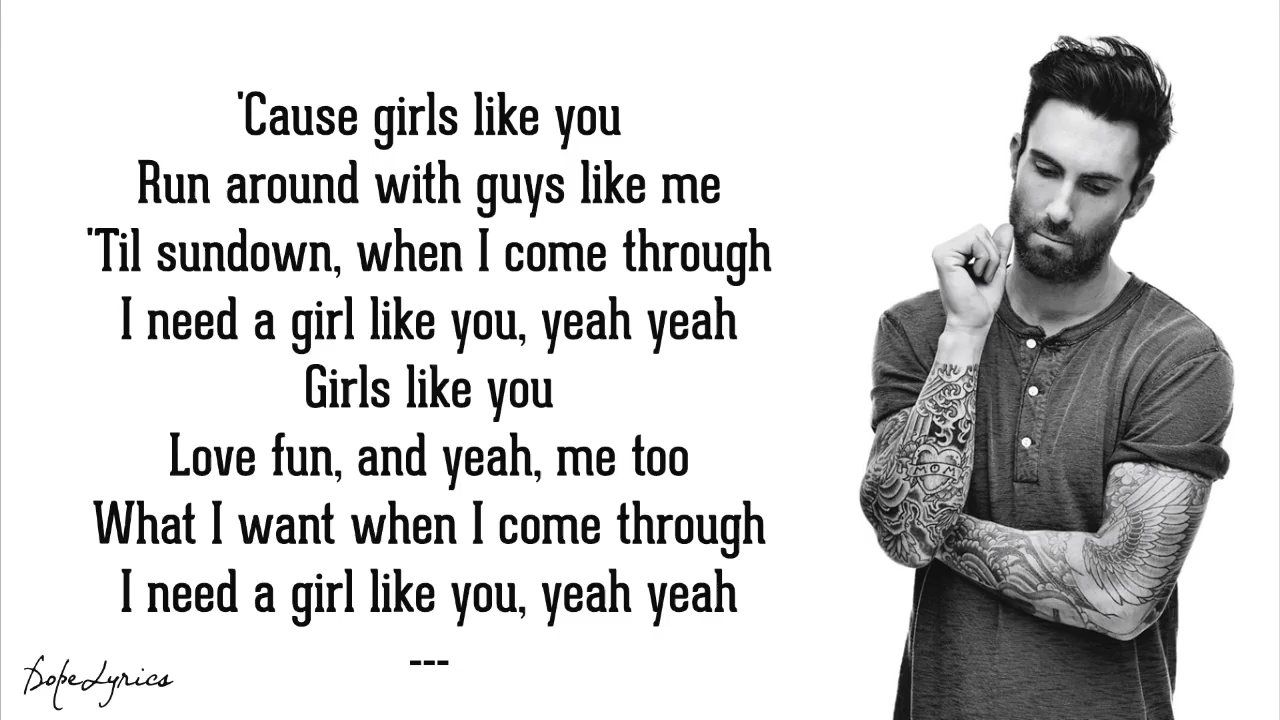 'Cause girls like you
Run around with guys like me
'Til sundown, when I come through
I need a girl like you, yeah yeah
Girls like you
Love fun, and yeah, me too
What I want when I come through
I need a girl like you, yeah yeah
---
DopeLyrics
MOM